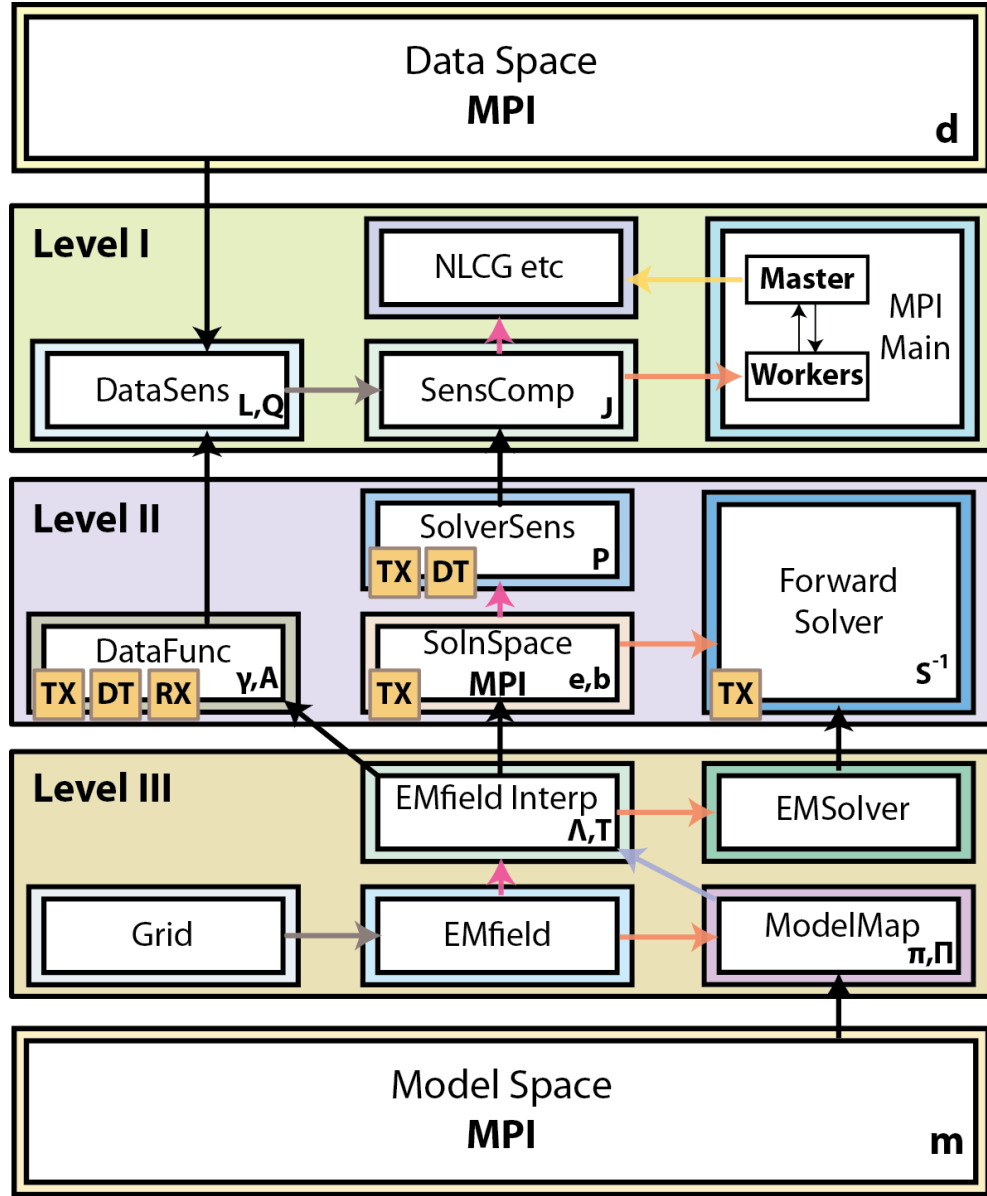 Data Space
MPI
d
Level I
NLCG etc
Master
MPI
Main
Workers
DataSens
L,Q
SensComp
J
Level II
SolverSens
P
TX
DT
Forward
Solver
S⁻¹
TX
DataFunc
γ,A
TX
DT
RX
SolnSpace
MPI
e,b
TX
Level III
EMfield Interp
Λ,T
EMSolver
Grid
EMfield
ModelMap
π,Π
Model Space
MPI
m